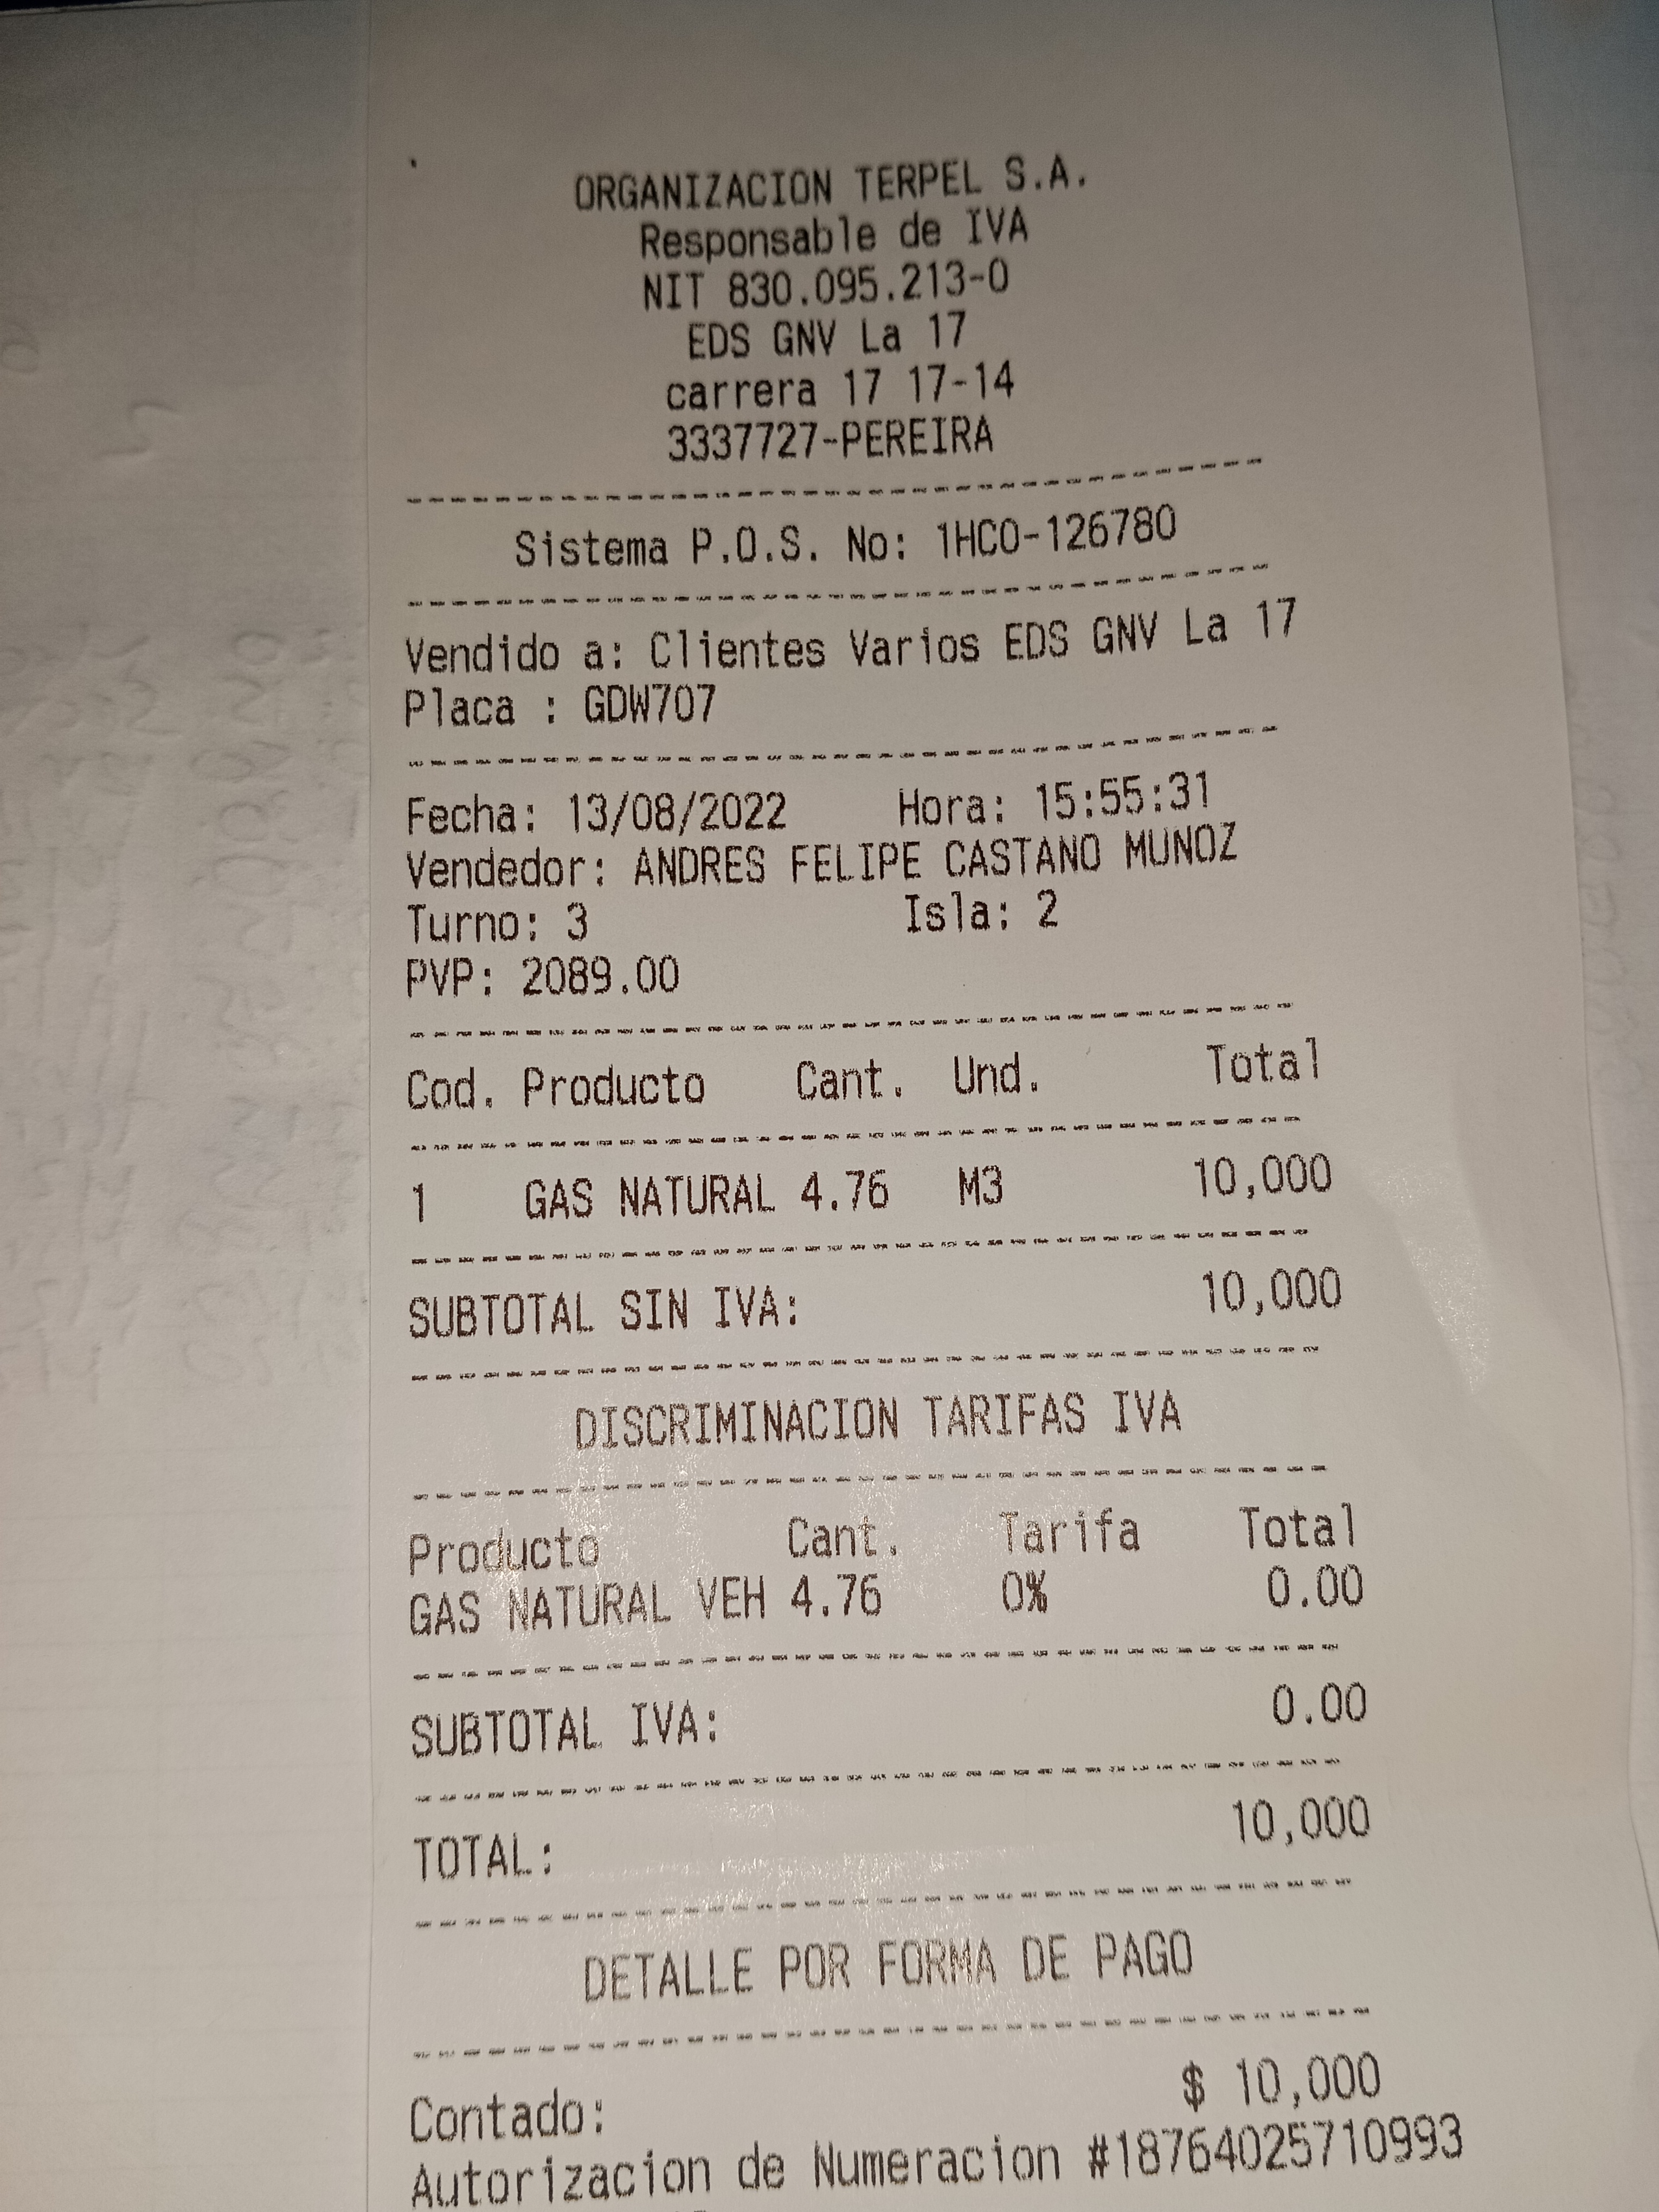 ORGANIZACION TERPEL S.A.
Responsable de IVA
NIT 830.095.213-0
EDS GNV La 17
carrera 17 17-14
3337727-PEREIRA
Sistema P.O.S. No: 1HCO-126780
Vendido a: Clientes Varios EDS GNV La 17
Placa : GDW707
Fecha: 13/08/2022 Hora: 15:55:31
Vendedor: ANDRES FELIPE CASTANO MUNOZ
Turno: 3 Isla: 2
PVP: 2089.00
Cod. Producto Cant. Und. Total
1 GAS NATURAL 4.76 M3 10,000
SUBTOTAL SIN IVA: 10,000
DISCRIMINACION TARIFAS IVA
Producto Cant. Tarifa Total
GAS NATURAL VEH 4.76 0% 0.00
SUBTOTAL IVA: 0.00
TOTAL: 10,000
DETALLE POR FORMA DE PAGO
Contado: $ 10,000
Autorizacion de Numeracion #18764025710993